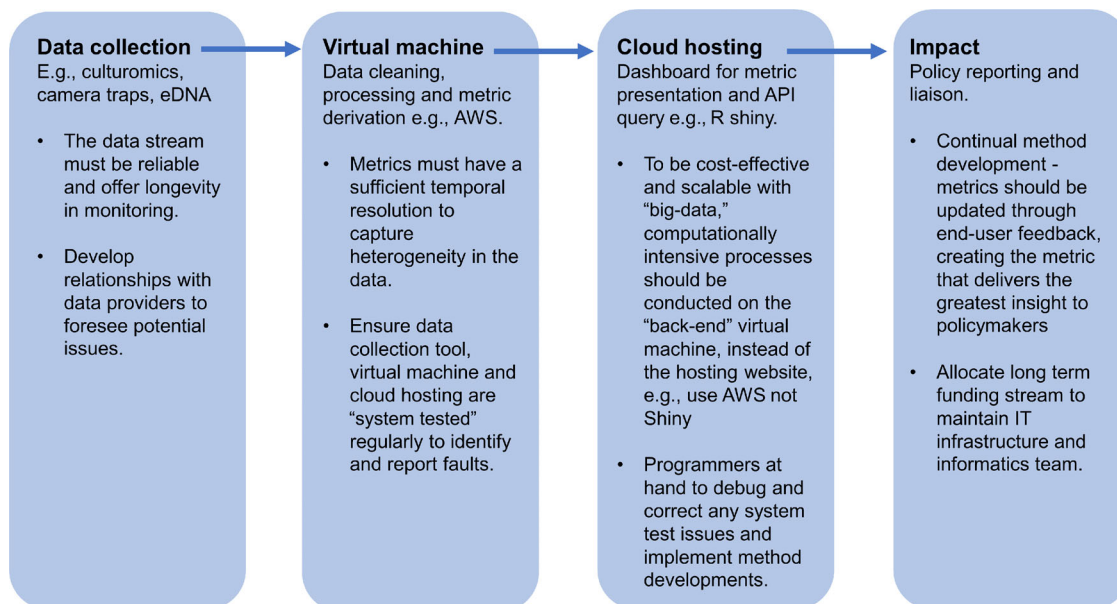 Data collection
E.g., culturomics,
camera traps, eDNA
• The data stream
must be reliable
and offer longevity
in monitoring.
• Develop
relationships with
data providers to
foresee potential
issues.
Virtual machine
Data cleaning,
processing and metric
derivation e.g., AWS.
• Metrics must have a
sufficient temporal
resolution to
capture
heterogeneity in the
data.
• Ensure data
collection tool,
virtual machine and
cloud hosting are
“system tested”
regularly to identify
and report faults.
Cloud hosting
Dashboard for metric
presentation and API
query e.g., R shiny.
• To be cost-effective
and scalable with
“big-data,”
computationally
intensive processes
should be
conducted on the
“back-end” virtual
machine, instead of
the hosting website,
e.g., use AWS not
Shiny
• Programmers at
hand to debug and
correct any system
test issues and
implement method
developments.
Impact
Policy reporting and
liaison.
• Continual method
development -
metrics should be
updated through
end-user feedback,
creating the metric
that delivers the
greatest insight to
policymakers
• Allocate long term
funding stream to
maintain IT
infrastructure and
informatics team.